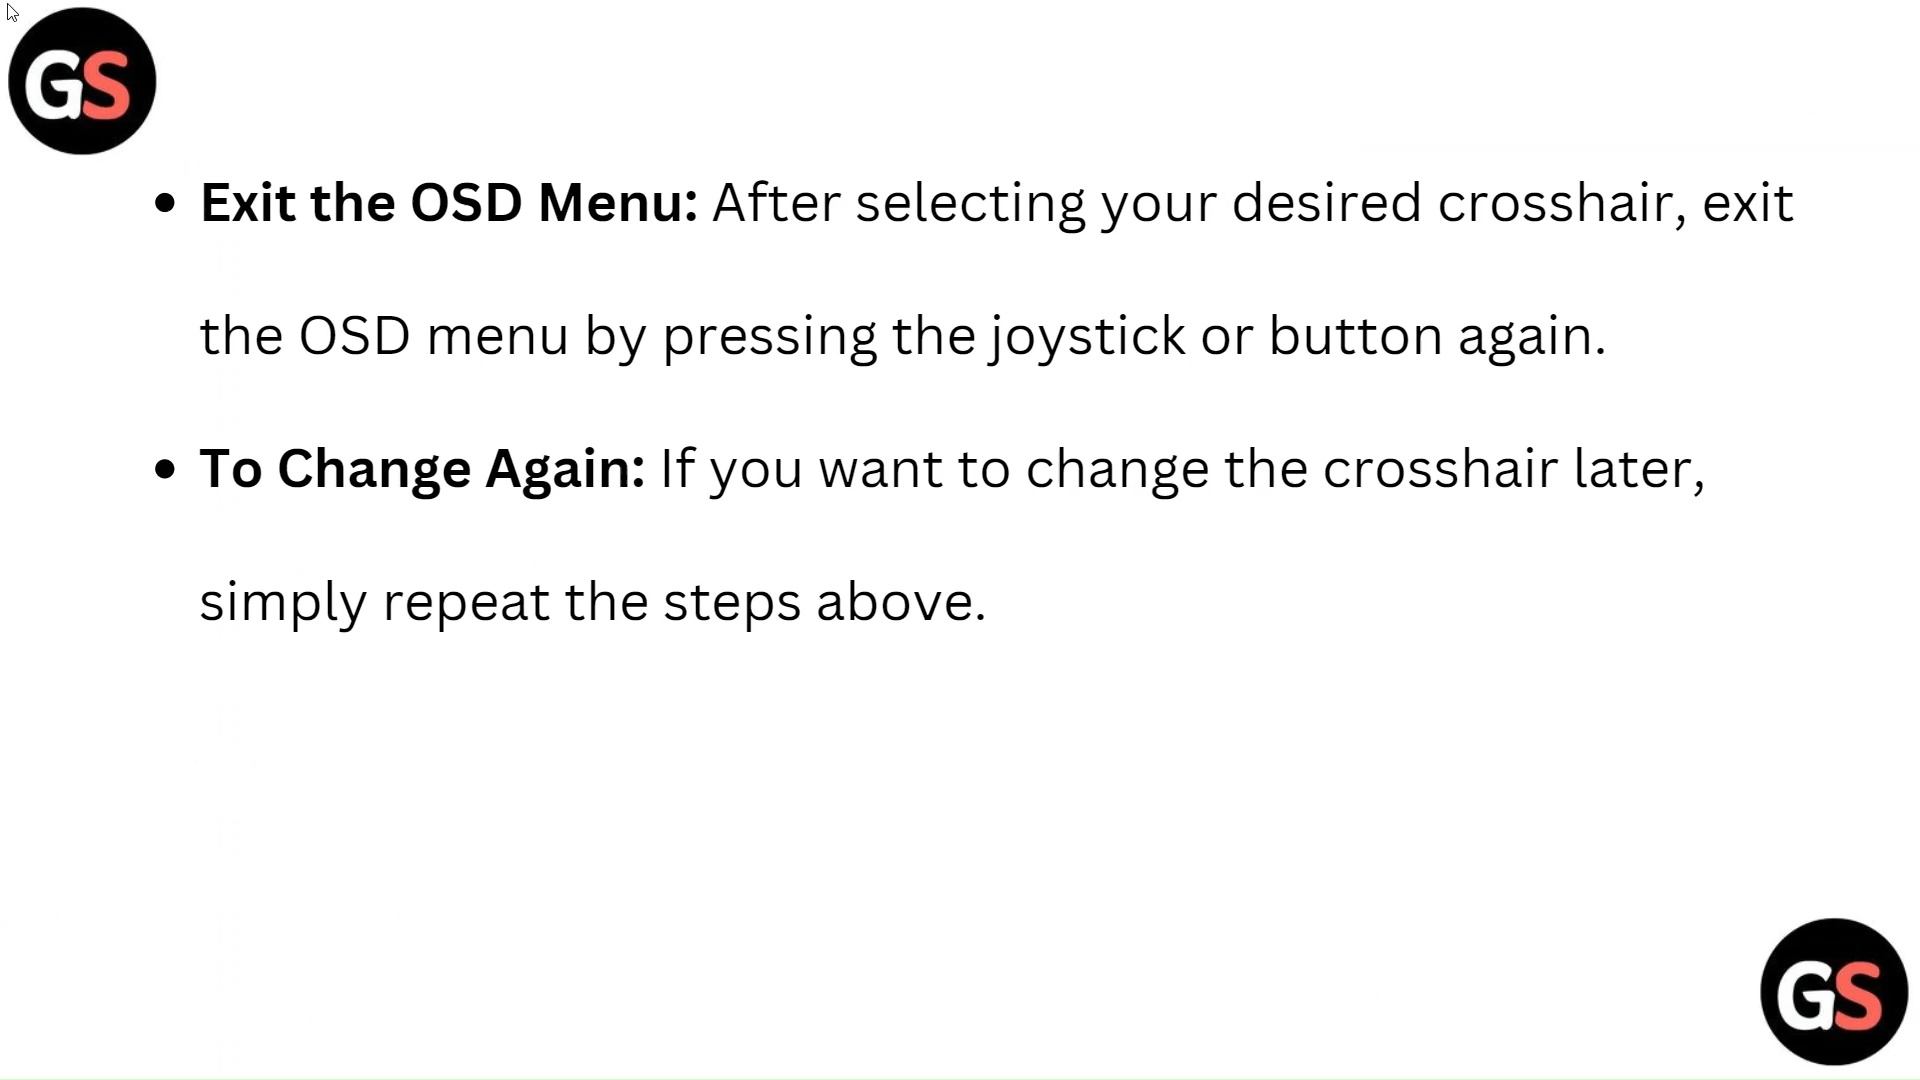 GS
• Exit the OSD Menu: After selecting your desired crosshair, exit
the OSD menu by pressing the joystick or button again.
• To Change Again: If you want to change the crosshair later,
simply repeat the steps above.
GS